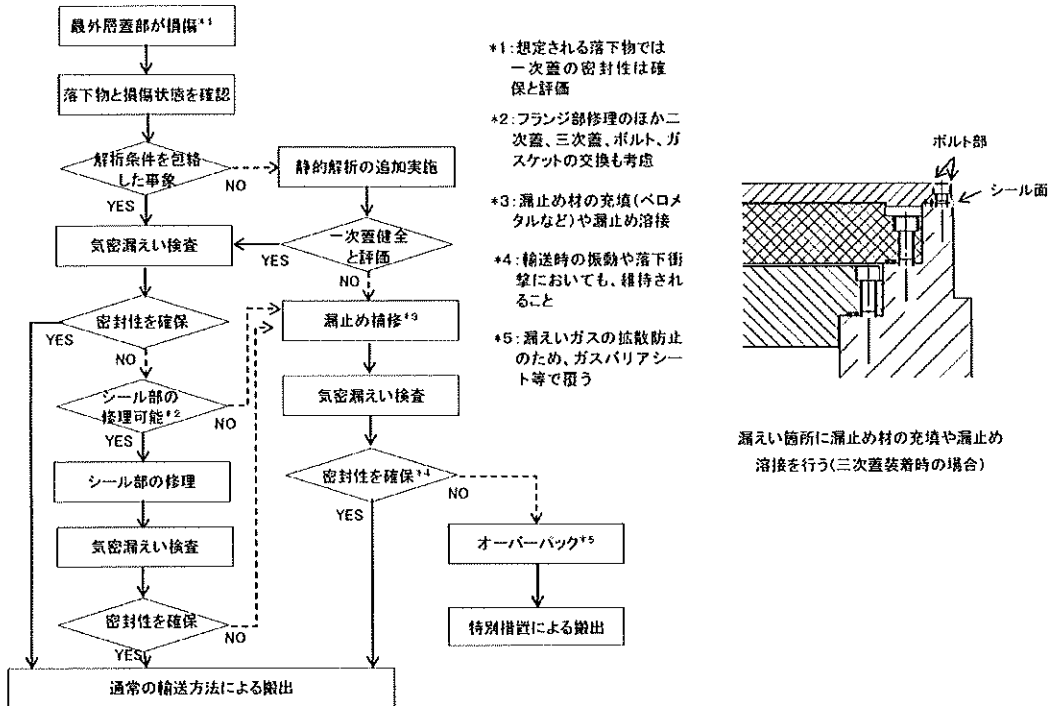 最外層蓋部が損傷*1
落下物と損傷状態を確認
解析条件を包絡
した事象
NO
YES
静的解析の追加実施
一次蓋健全
と評価
YES
NO
気密漏えい検査
密封性を確保
YES
NO
シール部の
修理可能*2
NO
YES
シール部の修理
気密漏えい検査
密封性を確保
NO
YES
漏止め補修*3
気密漏えい検査
密封性を確保*4
NO
YES
オーバーパック*5
特別措置による搬出
通常の輸送方法による搬出
*1:想定される落下物では
一次蓋の密封性は確
保と評価
*2:フランジ部修理のほか二
次蓋、三次蓋、ボルト、ガ
スケットの交換も考慮
*3:漏止め材の充填(ベロメ
タルなど)や漏止め溶接
*4:輸送時の振動や落下衝
撃においても、維持され
ること
*5:漏えいガスの拡散防止
のため、ガスバリアシー
ト等で覆う
ボルト部
シール面
漏えい箇所に漏止め材の充填や漏止め
溶接を行う(三次蓋装着時の場合)